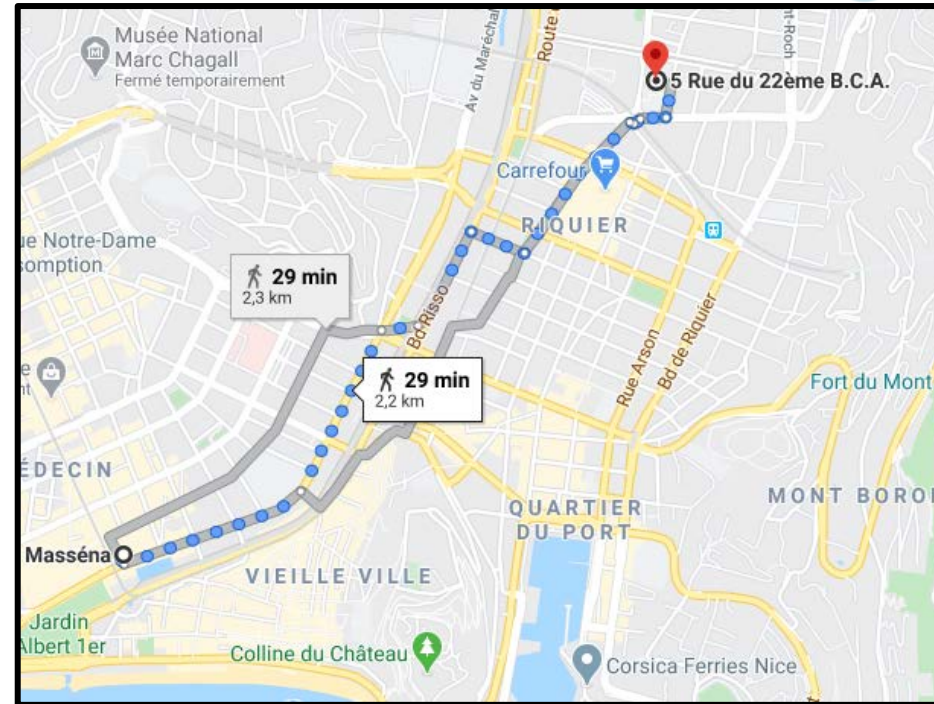 Musée National
Marc Chagall
Fermé temporairement
Av du Maréchal
Route
nt-Roch
5 Rue du 22ème B.C.A.
Carrefour
RIQUIER
ue Notre-Dame
somption
29 min
2,3 km
Bd Risso
29 min
2,2 km
Rue Arson
Bd de Riquier
Fort du Mont
ÉDECIN
QUARTIER
DU PORT
MONT BORO
Masséna
VIEILLE VILLE
Jardin
Albert 1er
Colline du Château
Corsica Ferries Nice